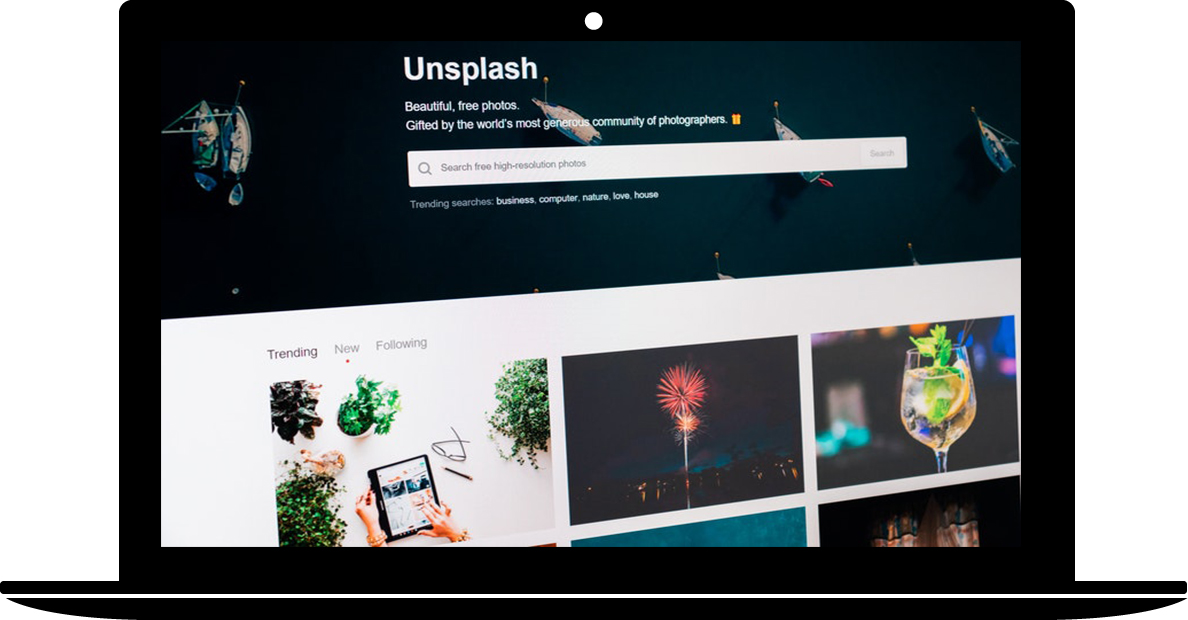 Unsplash
Beautiful, free photos.
Gifted by the world's most generous community of photographers. 🎁
Search free high-resolution photos
Search
Trending searches: business, computer, nature, love, house
Trending New Following